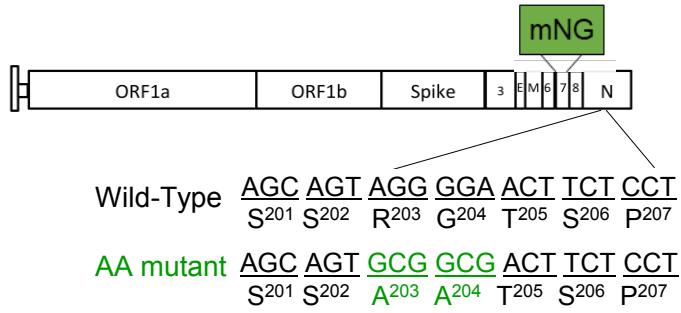 mNG
ORF1a ORF1b Spike 3 E M 6 7 8 N
Wild-Type AGC AGT AGG GGA ACT TCT CCT
S²⁰¹ S²⁰² R²⁰³ G²⁰⁴ T²⁰⁵ S²⁰⁶ P²⁰⁷
AA mutant AGC AGT GCG GCG ACT TCT CCT
S²⁰¹ S²⁰² A²⁰³ A²⁰⁴ T²⁰⁵ S²⁰⁶ P²⁰⁷